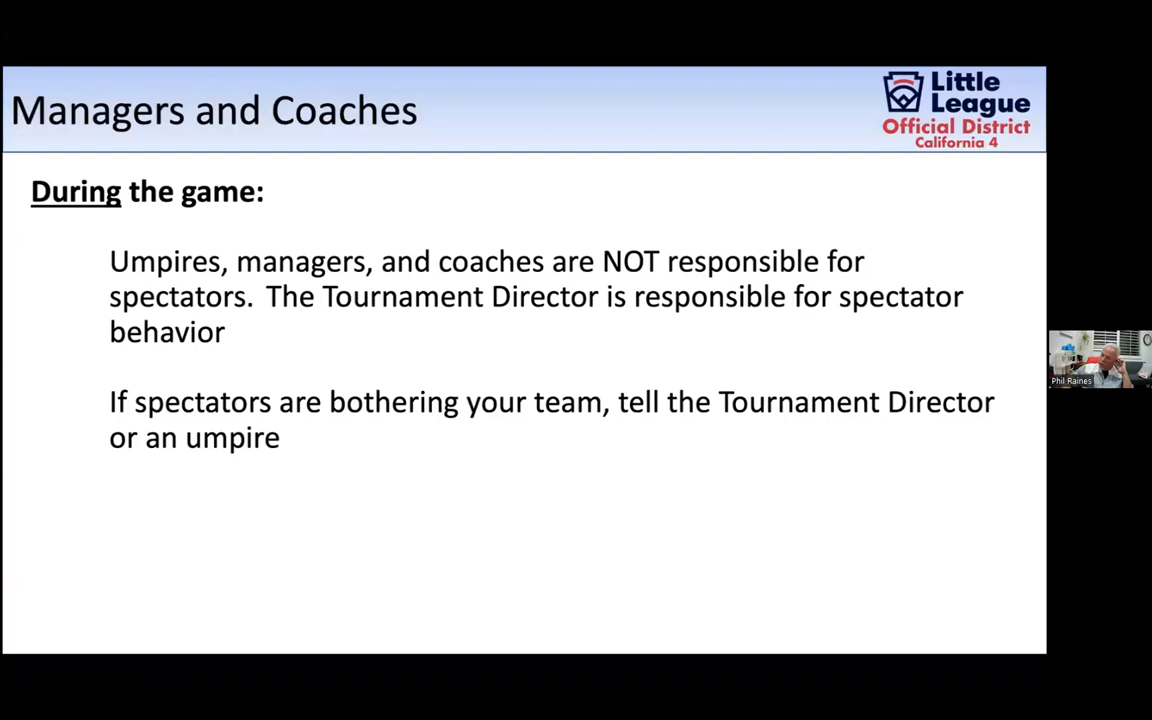 Managers and Coaches
Little
League
Official District
California 4
During the game:
Umpires, managers, and coaches are NOT responsible for
spectators.  The Tournament Director is responsible for spectator
behavior
If spectators are bothering your team, tell the Tournament Director
or an umpire
Phil Raines